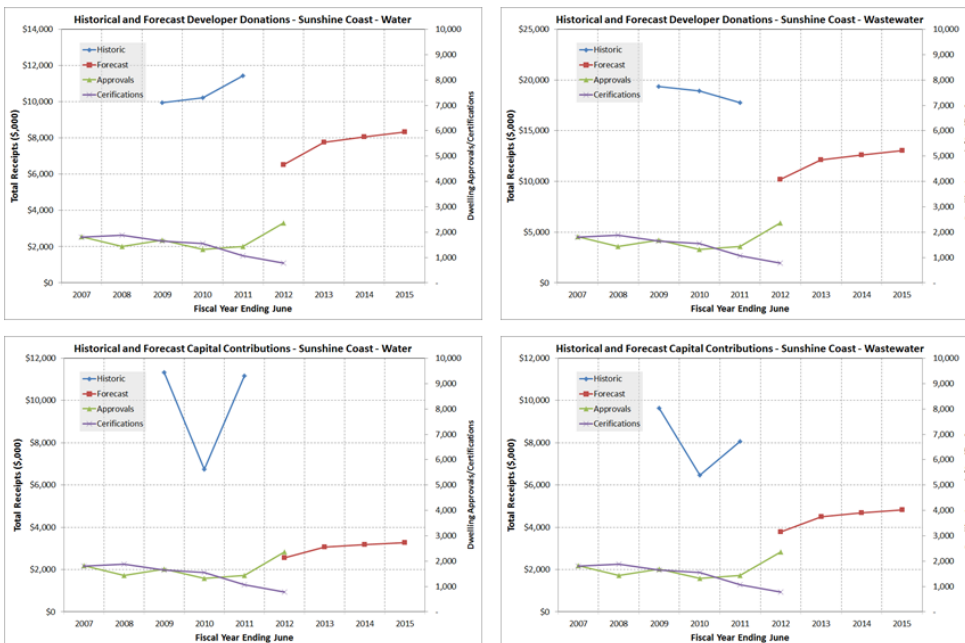 Historical and Forecast Developer Donations - Sunshine Coast - Water
$14,000
$12,000
$10,000
$8,000
$6,000
$4,000
$2,000
$0
Total Receipts ($,000)
Historic
Forecast
Approvals
Cerifications
10,000
9,000
8,000
7,000
6,000
5,000
4,000
3,000
2,000
1,000
-
Dwelling Approvals/Certifications
2007 2008 2009 2010 2011 2012 2013 2014 2015
Fiscal Year Ending June
Historical and Forecast Developer Donations - Sunshine Coast - Wastewater
$25,000
$20,000
$15,000
$10,000
$5,000
$0
Total Receipts ($,000)
Historic
Forecast
Approvals
Cerifications
10,000
9,000
8,000
7,000
6,000
5,000
4,000
3,000
2,000
1,000
-
2007 2008 2009 2010 2011 2012 2013 2014 2015
Fiscal Year Ending June
Historical and Forecast Capital Contributions - Sunshine Coast - Water
$12,000
$10,000
$8,000
$6,000
$4,000
$2,000
$0
Total Receipts ($,000)
Historic
Forecast
Approvals
Cerifications
10,000
9,000
8,000
7,000
6,000
5,000
4,000
3,000
2,000
1,000
-
Dwelling Approvals/Certifications
2007 2008 2009 2010 2011 2012 2013 2014 2015
Fiscal Year Ending June
Historical and Forecast Capital Contributions - Sunshine Coast - Wastewater
$12,000
$10,000
$8,000
$6,000
$4,000
$2,000
$0
Total Receipts ($,000)
Historic
Forecast
Approvals
Cerifications
10,000
9,000
8,000
7,000
6,000
5,000
4,000
3,000
2,000
1,000
-
2007 2008 2009 2010 2011 2012 2013 2014 2015
Fiscal Year Ending June